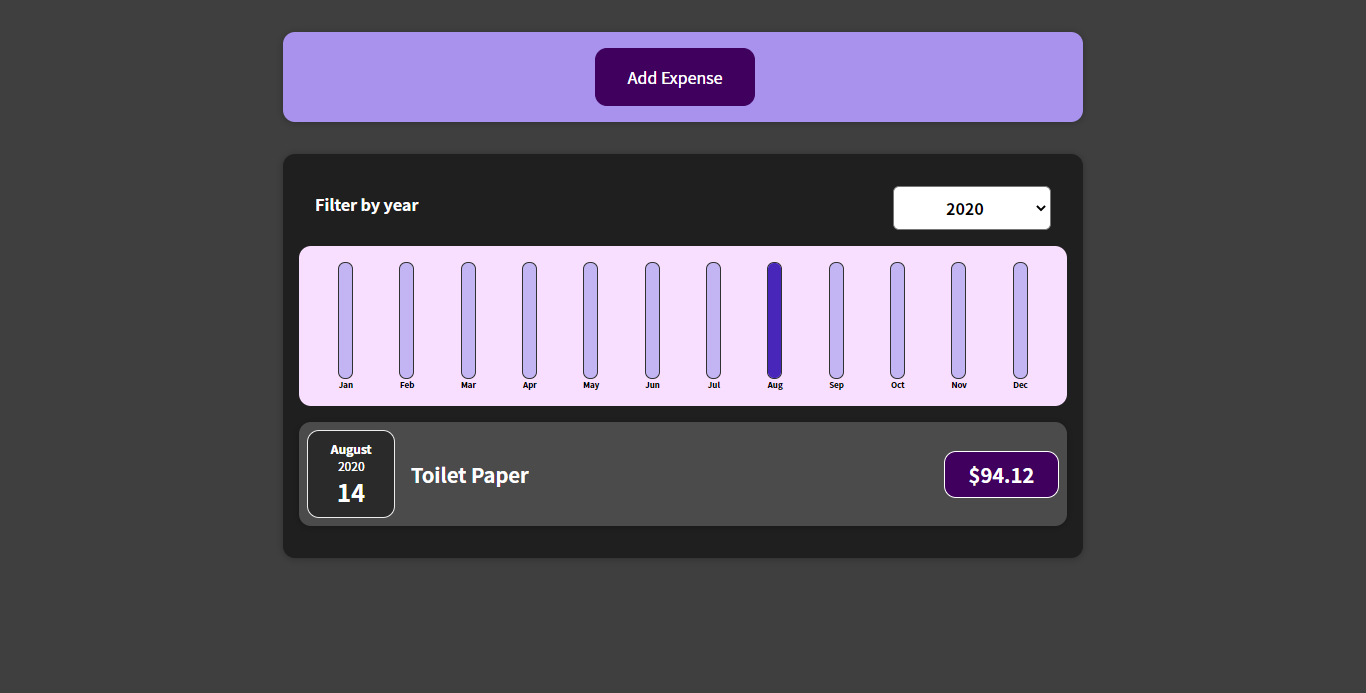 Add Expense
Filter by year
2020
Jan Feb Mar Apr May Jun Jul Aug Sep Oct Nov Dec
August
2020
14
Toilet Paper
$94.12